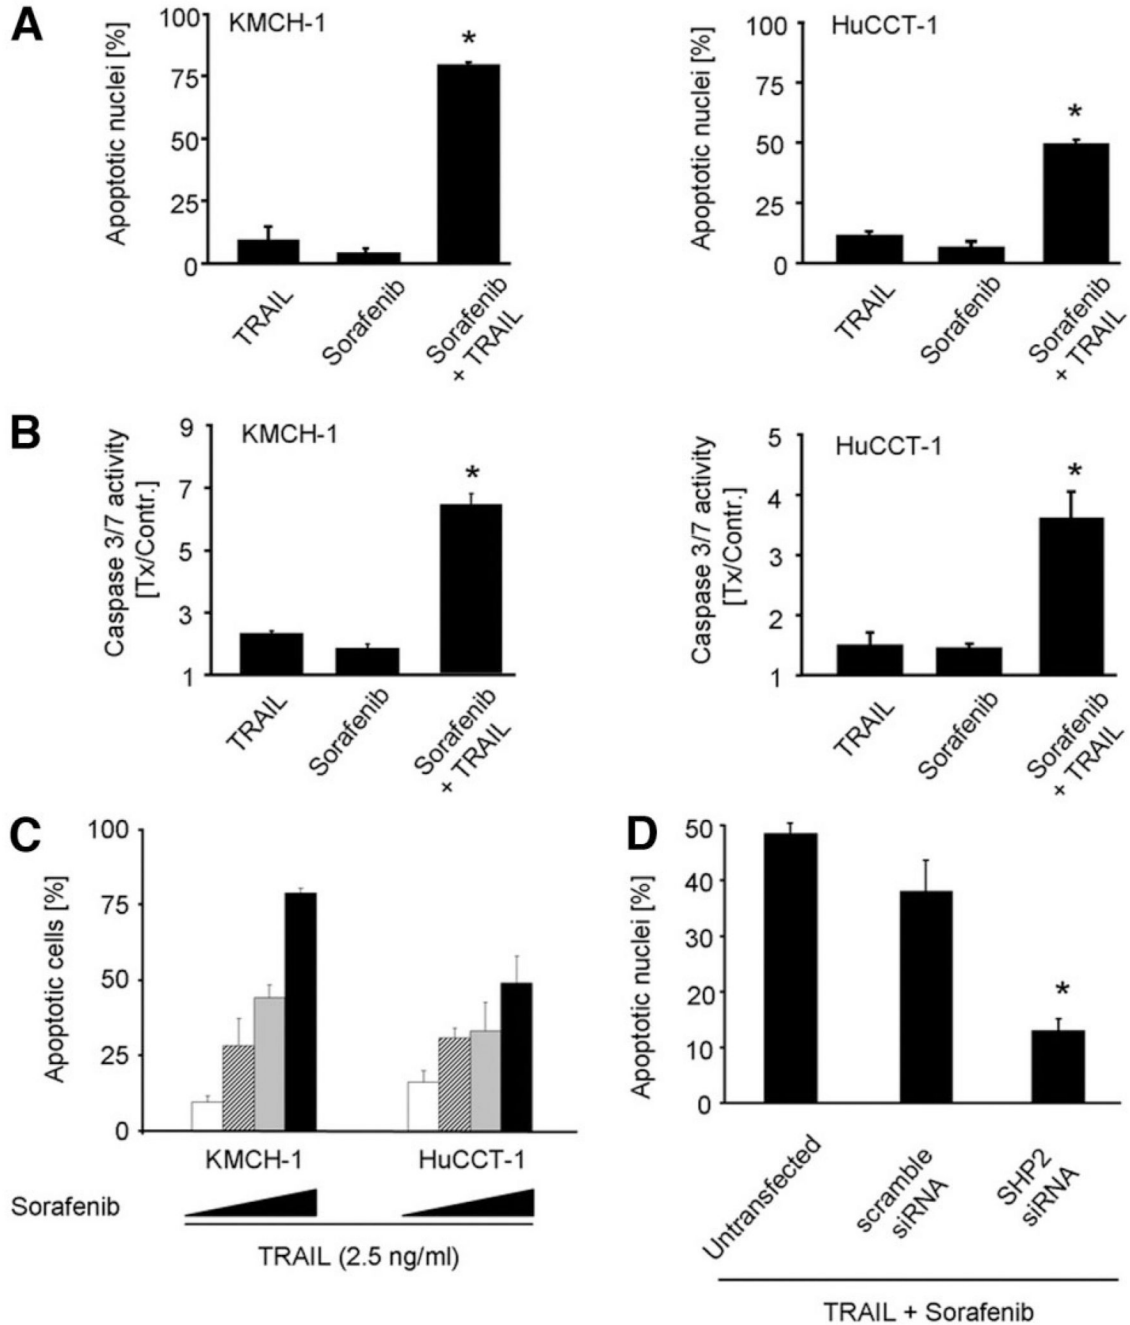 A
KMCH-1
Apoptotic nuclei [%]
100
75
50
25
0
TRAIL
Sorafenib
Sorafenib
+ TRAIL
*
HuCCT-1
Apoptotic nuclei [%]
100
75
50
25
0
TRAIL
Sorafenib
Sorafenib
+ TRAIL
*
B
KMCH-1
Caspase 3/7 activity
[Tx/Contr.]
9
7
5
3
1
TRAIL
Sorafenib
Sorafenib
+ TRAIL
*
HuCCT-1
Caspase 3/7 activity
[Tx/Contr.]
5
4
3
2
1
TRAIL
Sorafenib
Sorafenib
+ TRAIL
*
C
Apoptotic cells [%]
100
75
50
25
0
KMCH-1
HuCCT-1
Sorafenib
TRAIL (2.5 ng/ml)
D
Apoptotic nuclei [%]
50
40
30
20
10
0
*
Untransfected
scramble
siRNA
SHP2
siRNA
TRAIL + Sorafenib